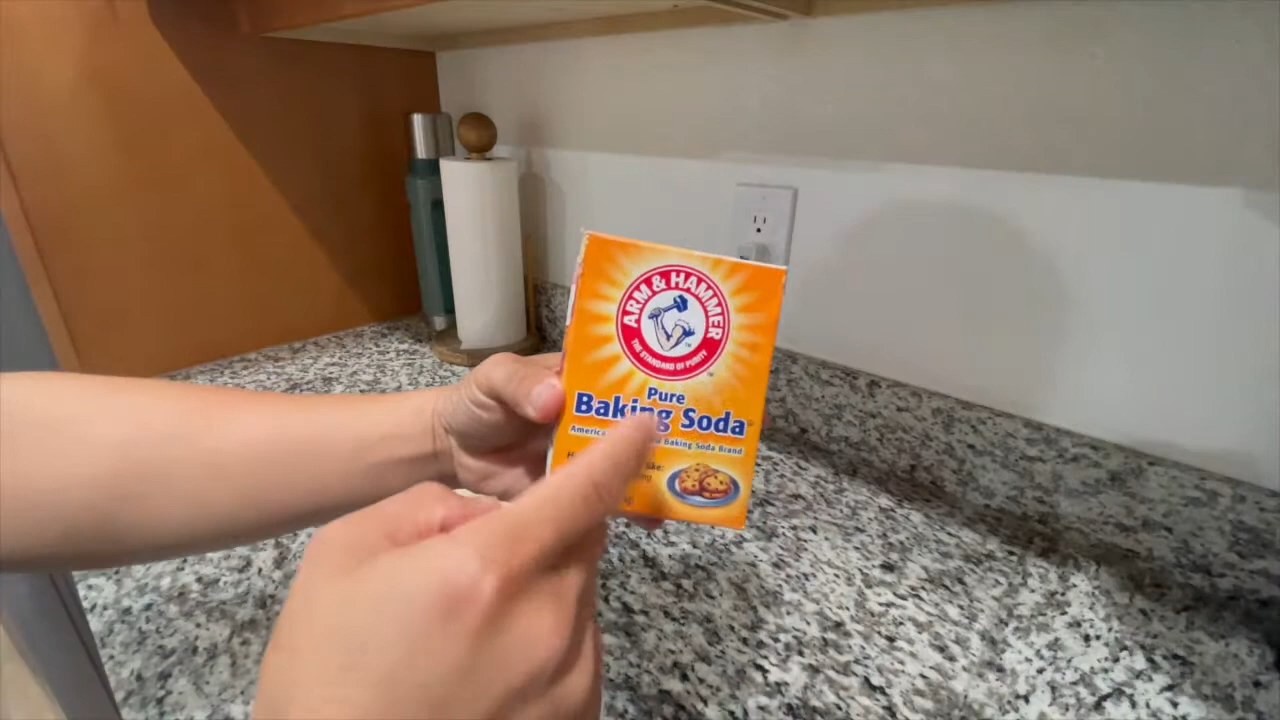 ARM & HAMMER
THE STANDARD OF PURITY
Pure
Baking Soda
Baking Soda Brand